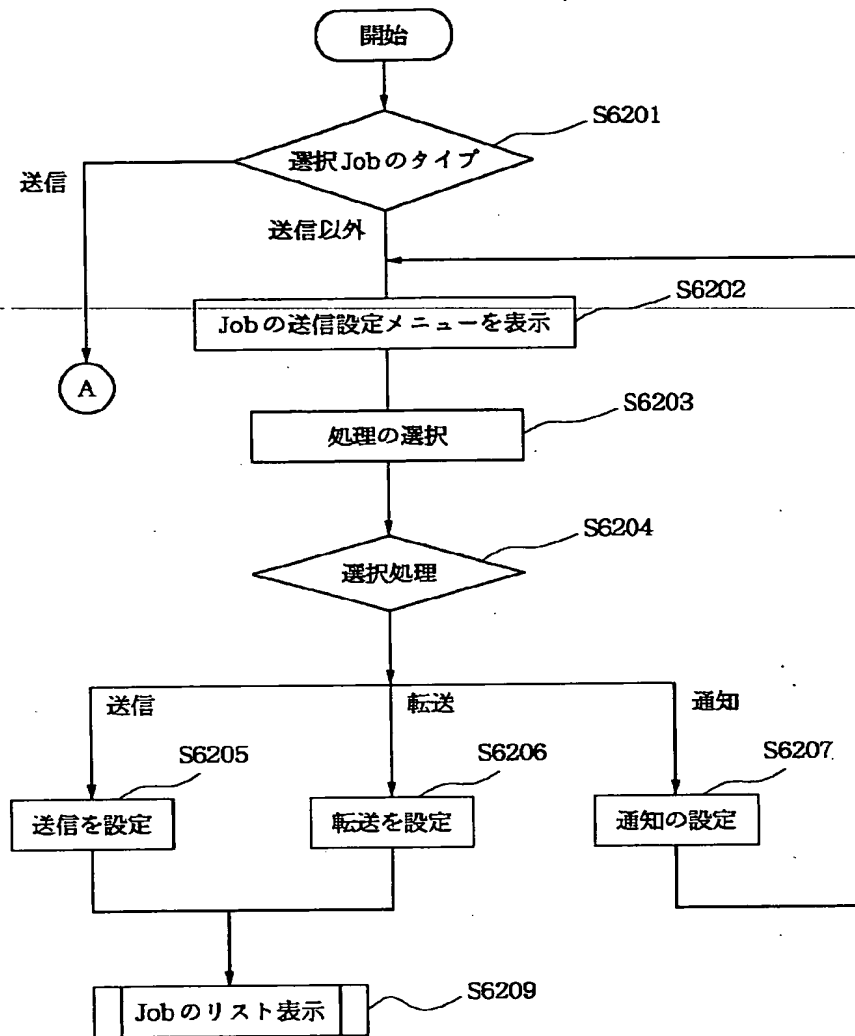 開始
S6201
選択Jobのタイプ
送信
送信以外
S6202
Jobの送信設定メニューを表示
A
S6203
処理の選択
S6204
選択処理
送信
転送
通知
S6205
S6206
S6207
送信を設定
転送を設定
通知の設定
S6209
Jobのリスト表示